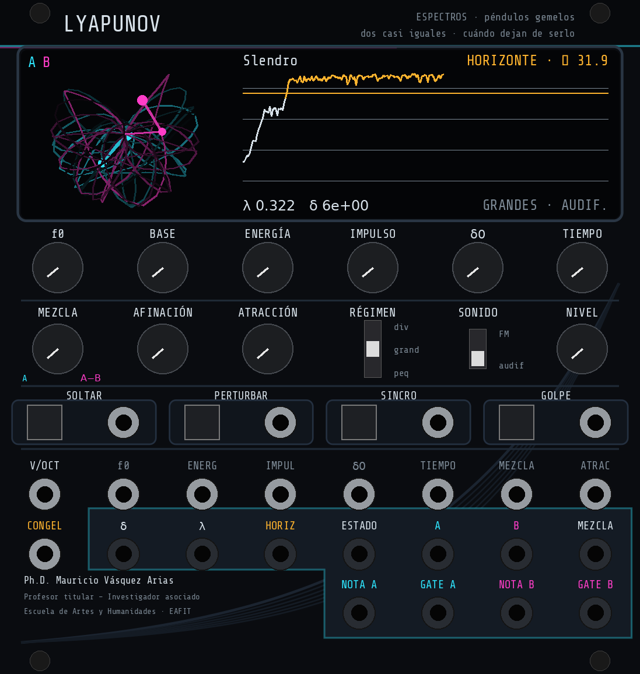 LYAPUNOV
ESPECTROS · péndulos gemelos
dos casi iguales · cuándo dejan de serlo
A B
Slendro
HORIZONTE · 31.9
λ 0.322 δ 6e+00
GRANDES · AUDIF.
f0 BASE ENERGÍA IMPULSO δ0 TIEMPO
MEZCLA AFINACIÓN ATRACCIÓN RÉGIMEN SONIDO NIVEL
div
grand
peq
FM
audif
A A−B
SOLTAR PERTURBAR SINCRO GOLPE
V/OCT f0 ENERG IMPUL δ0 TIEMPO MEZCLA ATRAC
CONGEL δ λ HORIZ ESTADO A B MEZCLA
NOTA A GATE A NOTA B GATE B
Ph.D. Mauricio Vásquez Arias
Profesor titular – Investigador asociado
Escuela de Artes y Humanidades · EAFIT